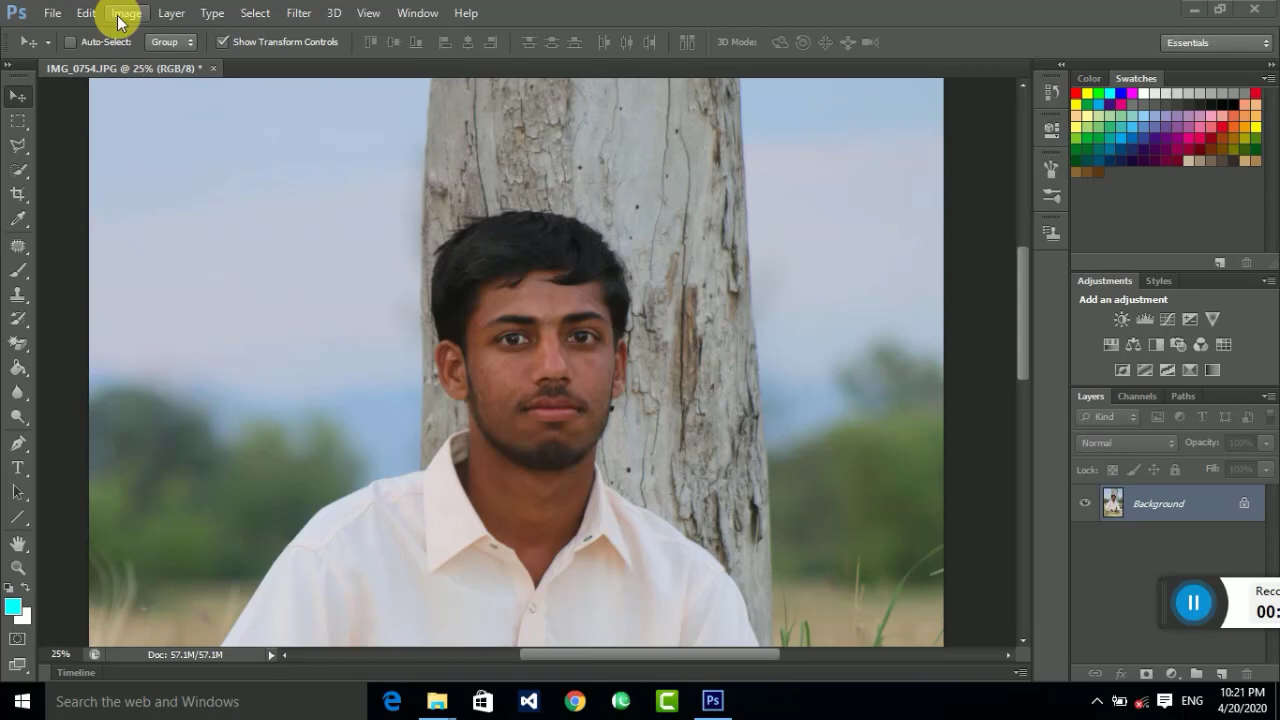 Ps File Edit Image Layer Type Select Filter 3D View Window Help
Auto-Select: Group Show Transform Controls 3D Mode: Essentials
IMG_0754.JPG @ 25% (RGB/8) * ×
Color Swatches
Adjustments Styles
Add an adjustment
Layers Channels Paths
Kind
Normal Opacity: 100%
Lock: Fill: 100%
Background
Reco
00:
25% Doc: 57.1M/57.1M
Timeline
Search the web and Windows
Ps
ENG
10:21 PM
4/20/2020